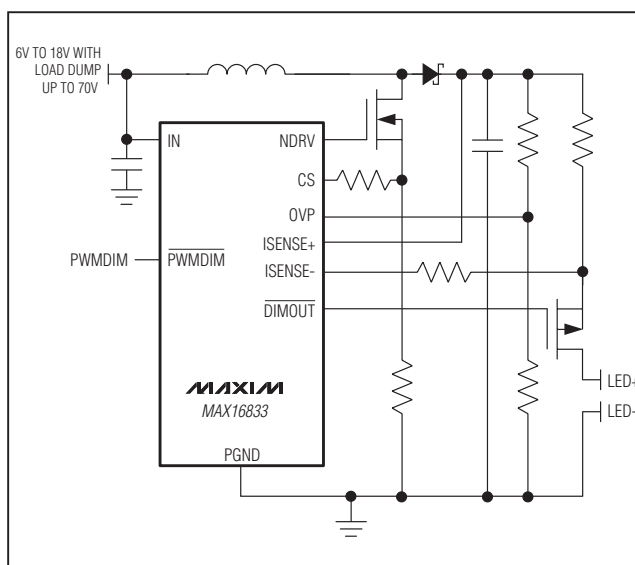 6V TO 18V WITH
LOAD DUMP
UP TO 70V
IN
NDRV
CS
OVP
ISENSE+
PWMDIM
PWMDIM
ISENSE-
DIMOUT
LED+
LED-
MAXIM
MAX16833
PGND